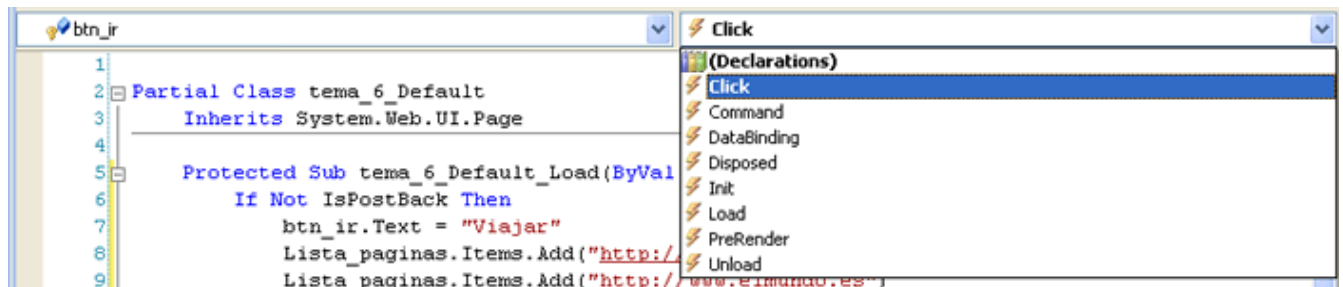 btn_ir
Click
(Declarations)
Click
Command
DataBinding
Disposed
Init
Load
PreRender
Unload
1
2 Partial Class tema_6_Default
3 Inherits System.Web.UI.Page
4
5 Protected Sub tema_6_Default_Load(ByVal
6 If Not IsPostBack Then
7 btn_ir.Text = "Viajar"
8 Lista_paginas.Items.Add("http://
9 Lista_paginas.Items.Add("http://www.elmundo.es")